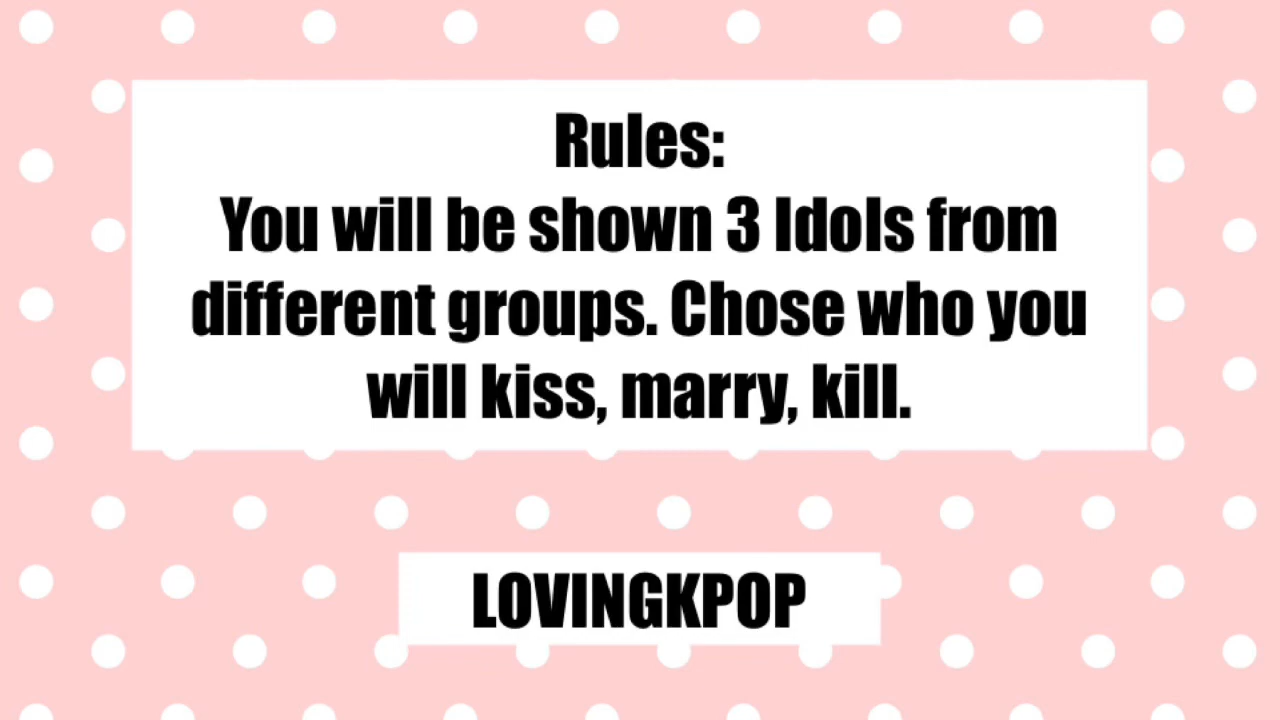 Rules:
You will be shown 3 Idols from
different groups. Chose who you
will kiss, marry, kill.
LOVINGKPOP